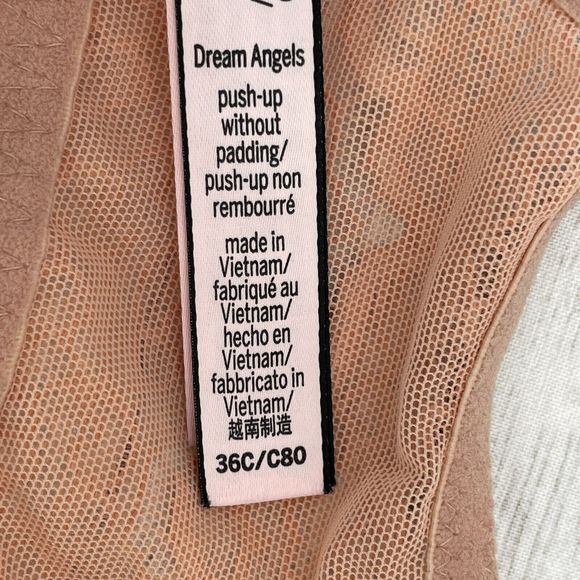 Dream Angels
push-up
without
padding/
push-up non
rembourré
made in
Vietnam/
fabriqué au
Vietnam/
hecho en
Vietnam/
fabbricato in
Vietnam/
越南制造
36C/C80